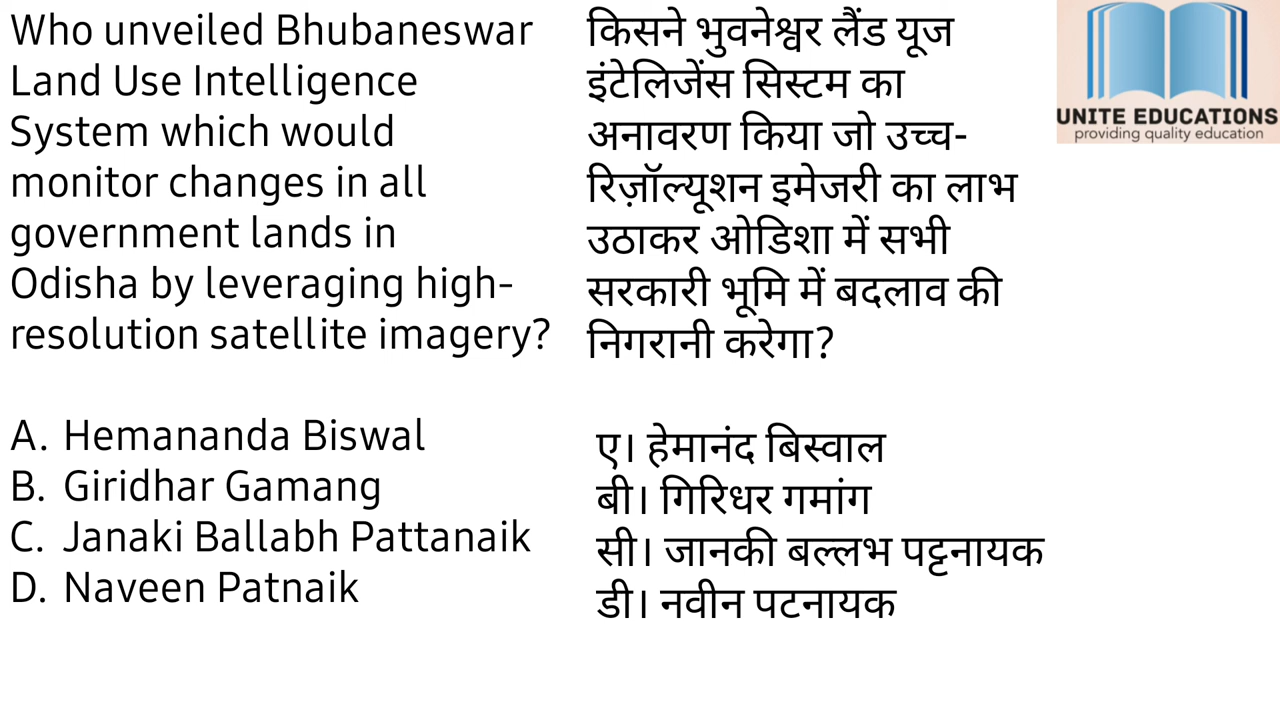 Who unveiled Bhubaneswar
Land Use Intelligence
System which would
monitor changes in all
government lands in
Odisha by leveraging high-
resolution satellite imagery?
A. Hemananda Biswal
B. Giridhar Gamang
C. Janaki Ballabh Pattanaik
D. Naveen Patnaik
किसने भुवनेश्वर लैंड यूज
इंटेलिजेंस सिस्टम का
अनावरण किया जो उच्च-
रिज़ॉल्यूशन इमेजरी का लाभ
उठाकर ओडिशा में सभी
सरकारी भूमि में बदलाव की
निगरानी करेगा?
ए। हेमानंद बिस्वाल
बी। गिरिधर गमांग
सी। जानकी बल्लभ पट्टनायक
डी। नवीन पटनायक
UNITE EDUCATIONS
providing quality education